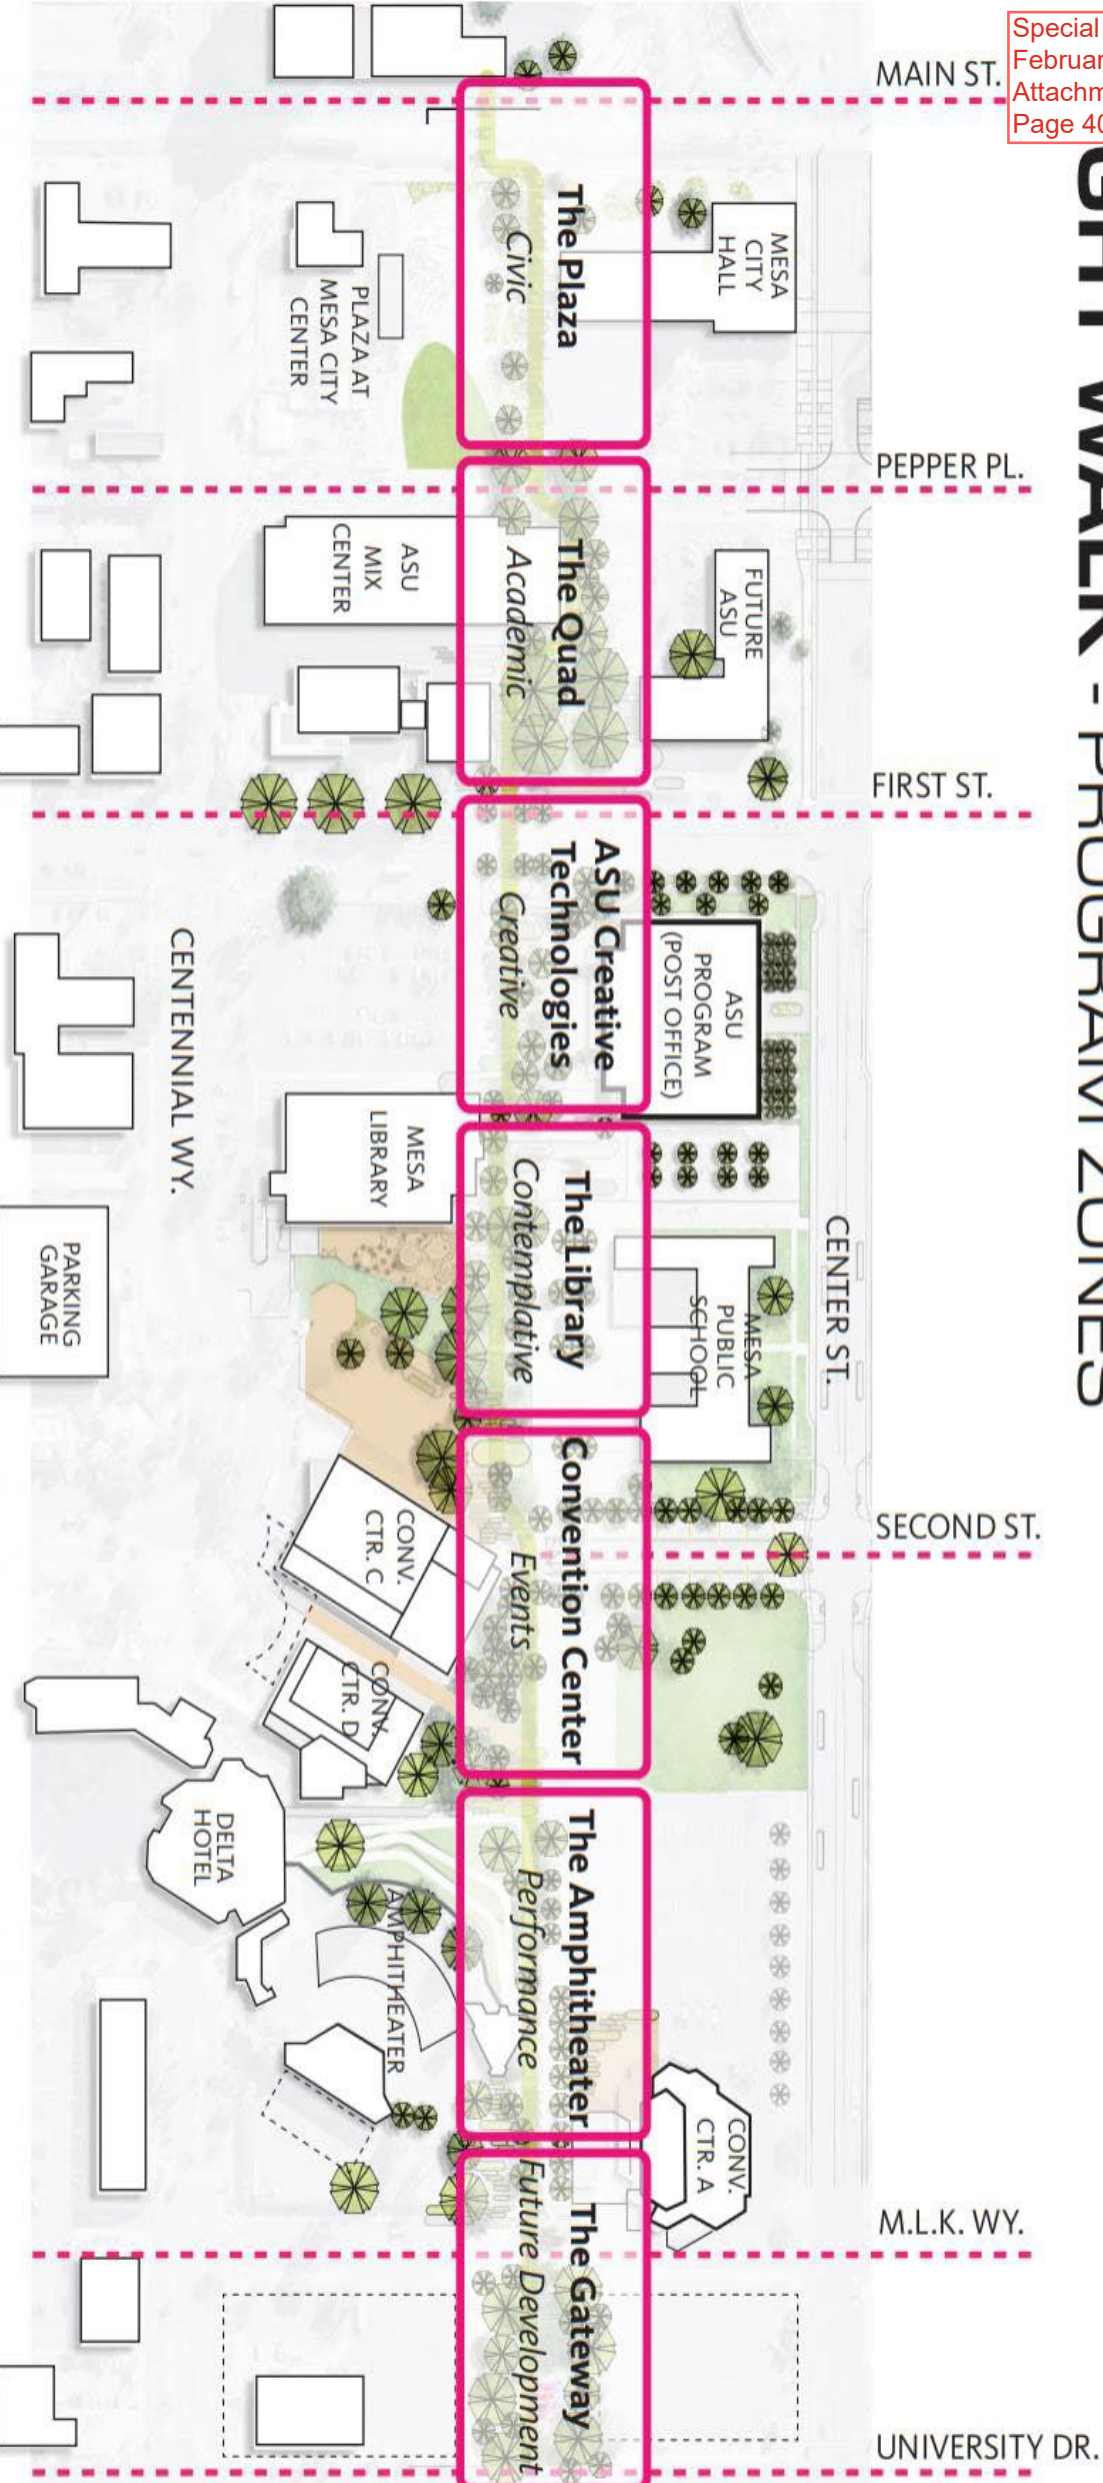 Special
Februar
Attachm
Page 40
GHT WALK - PROGRAM ZONES
MAIN ST.
PEPPER PL.
FIRST ST.
SECOND ST.
M.L.K. WY.
UNIVERSITY DR.
CENTER ST.
CENTENNIAL WY.
The Plaza
Civic
MESA
CITY
HALL
PLAZA AT
MESA CITY
CENTER
The Quad
Academic
ASU
MIX
CENTER
FUTURE
ASU
ASU Creative
Technologies
Creative
ASU
PROGRAM
(POST OFFICE)
The Library
Contemplative
MESA
LIBRARY
MESA
PUBLIC
SCHOOL
PARKING
GARAGE
Convention Center
Events
CONV.
CTR. C
CONV.
CTR. D
DELTA
HOTEL
The Amphitheater
Performance
AMPHITHEATER
CONV.
CTR. A
The Gateway
Future Development